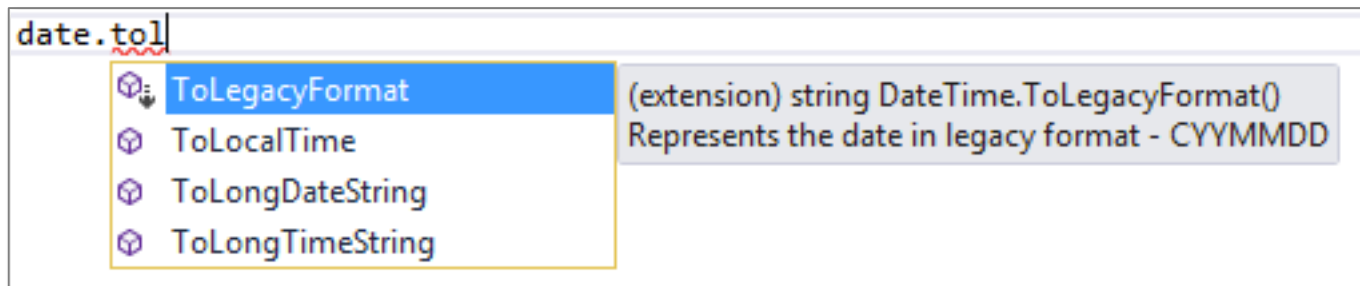 date.tol
ToLegacyFormat
ToLocalTime
ToLongDateString
ToLongTimeString
(extension) string DateTime.ToLegacyFormat()
Represents the date in legacy format - CYYMMDD